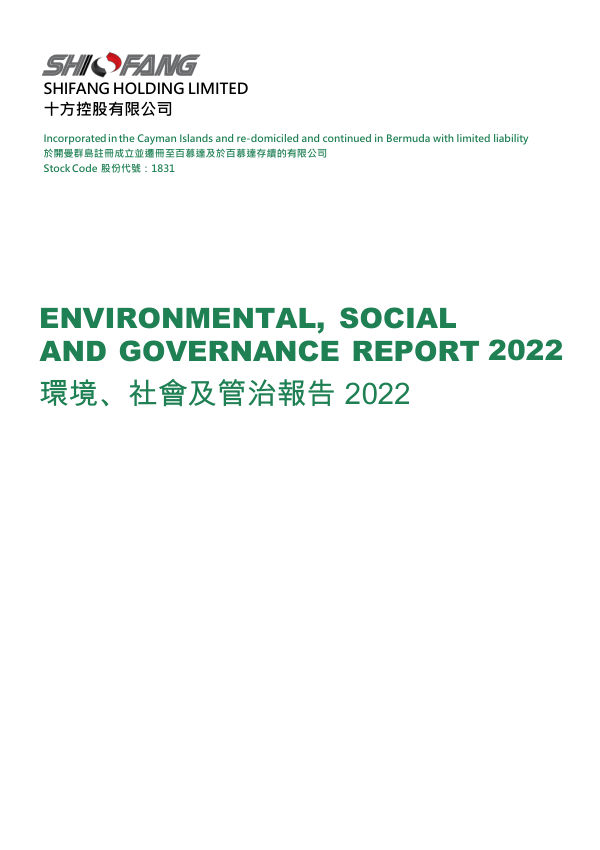 SHIFANG
SHIFANG HOLDING LIMITED
十方控股有限公司
Incorporated in the Cayman Islands and re-domiciled and continued in Bermuda with limited liability
於開曼群島註冊成立並遷冊至百慕達及於百慕達存續的有限公司
Stock Code 股份代號：1831
ENVIRONMENTAL, SOCIAL
AND GOVERNANCE REPORT 2022
環境、社會及管治報告 2022